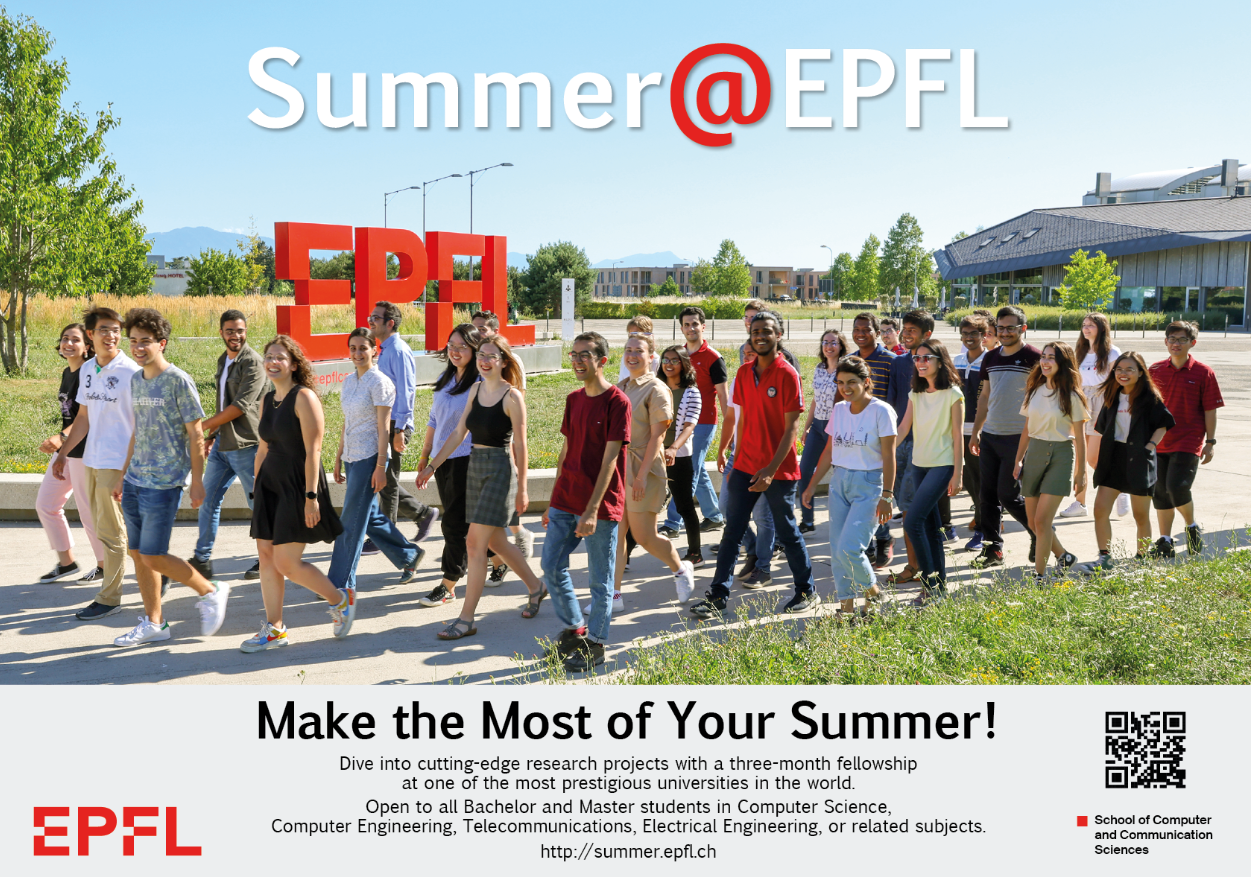 Summer@EPFL
EPFL
Make the Most of Your Summer!
Dive into cutting-edge research projects with a three-month fellowship
at one of the most prestigious universities in the world.
Open to all Bachelor and Master students in Computer Science,
Computer Engineering, Telecommunications, Electrical Engineering, or related subjects.
http://summer.epfl.ch
EPFL
School of Computer
and Communication
Sciences